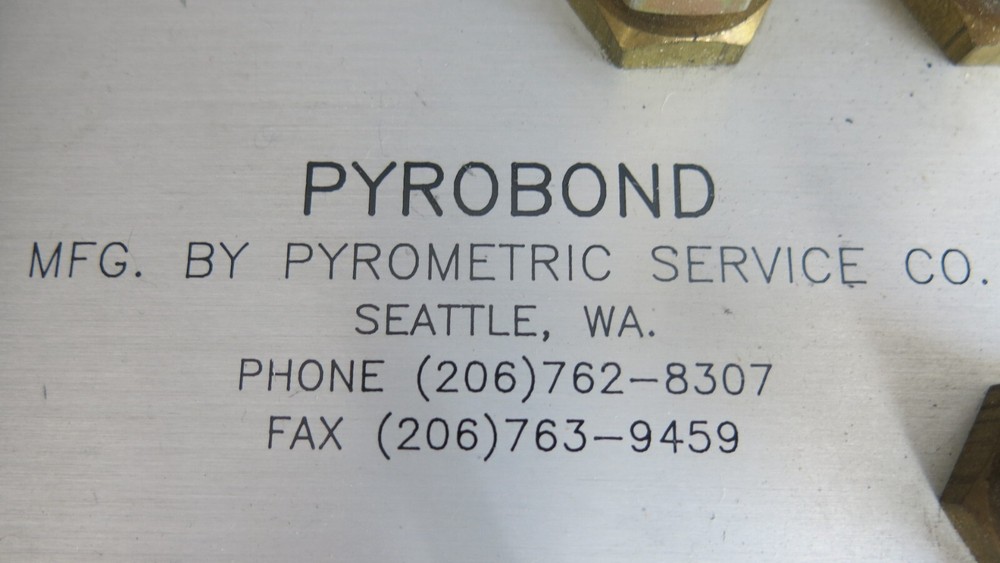 PYROBOND
MFG. BY PYROMETRIC SERVICE CO.
SEATTLE, WA.
PHONE (206)762-8307
FAX (206)763-9459